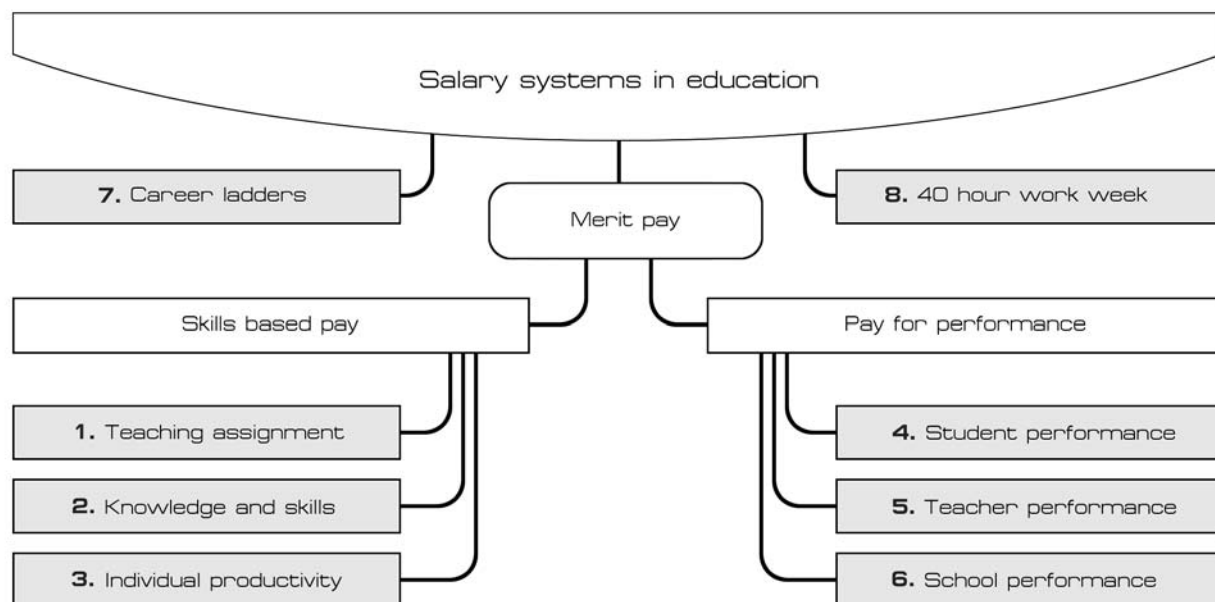 Salary systems in education
7. Career ladders
Merit pay
8. 40 hour work week
Skills based pay
Pay for performance
1. Teaching assignment
4. Student performance
2. Knowledge and skills
5. Teacher performance
3. Individual productivity
6. School performance